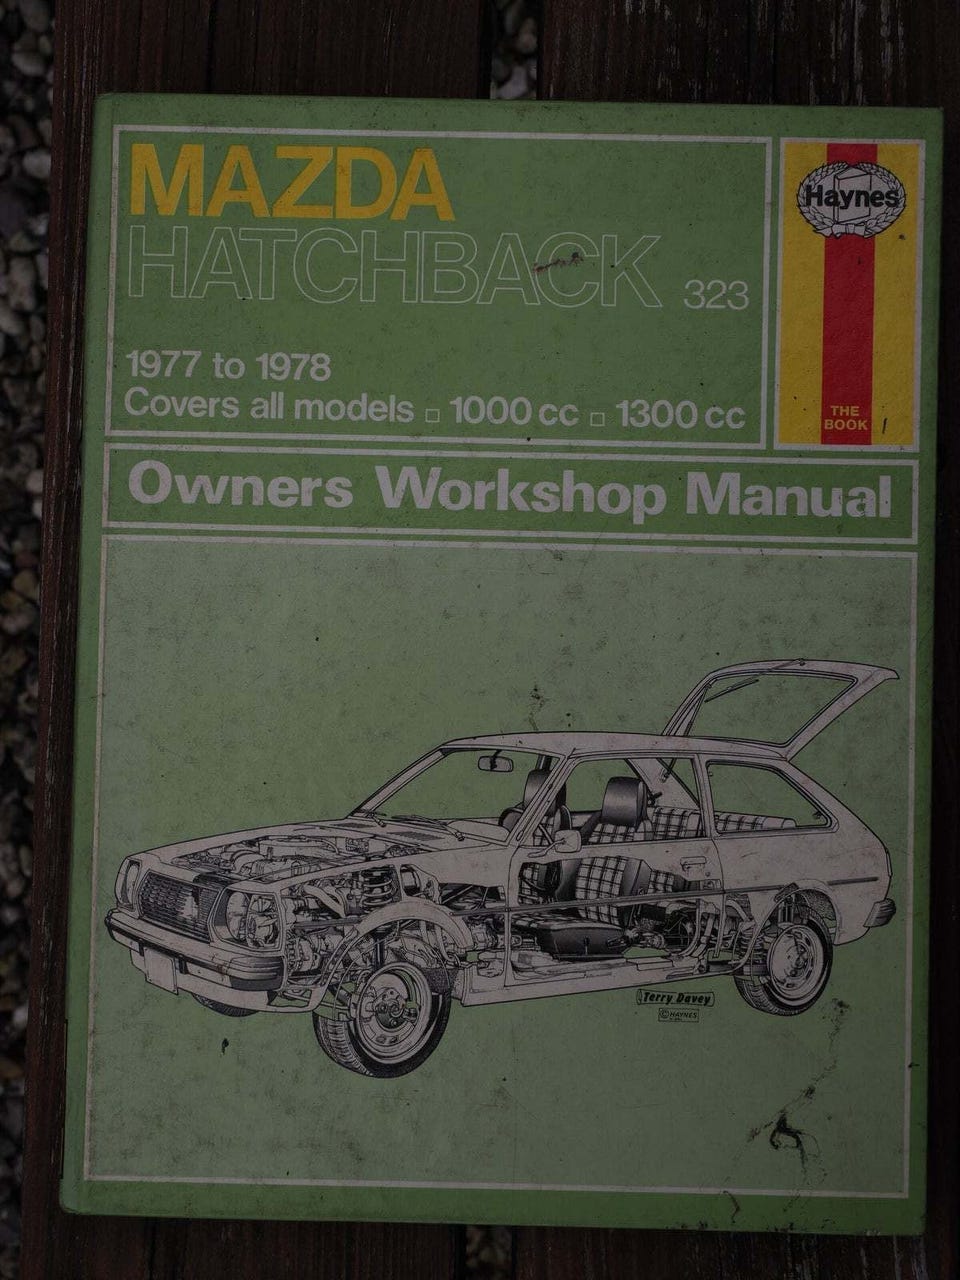 MAZDA
HATCHBACK 323
1977 to 1978
Covers all models □ 1000 cc □ 1300 cc
Haynes
THE
BOOK
Owners Workshop Manual
Terry Davey
© HAYNES